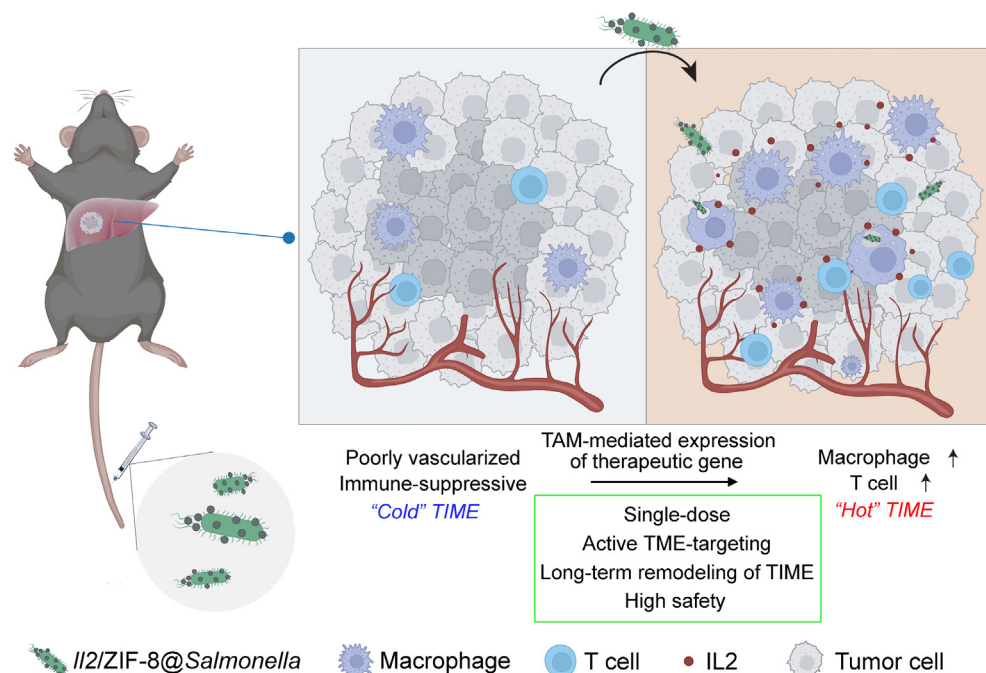 Poorly vascularized
Immune-suppressive
“Cold” TIME
TAM-mediated expression
of therapeutic gene
Macrophage ↑
T cell ↑
“Hot” TIME
Single-dose
Active TME-targeting
Long-term remodeling of TIME
High safety
Il2/ZIF-8@Salmonella
Macrophage
T cell
IL2
Tumor cell